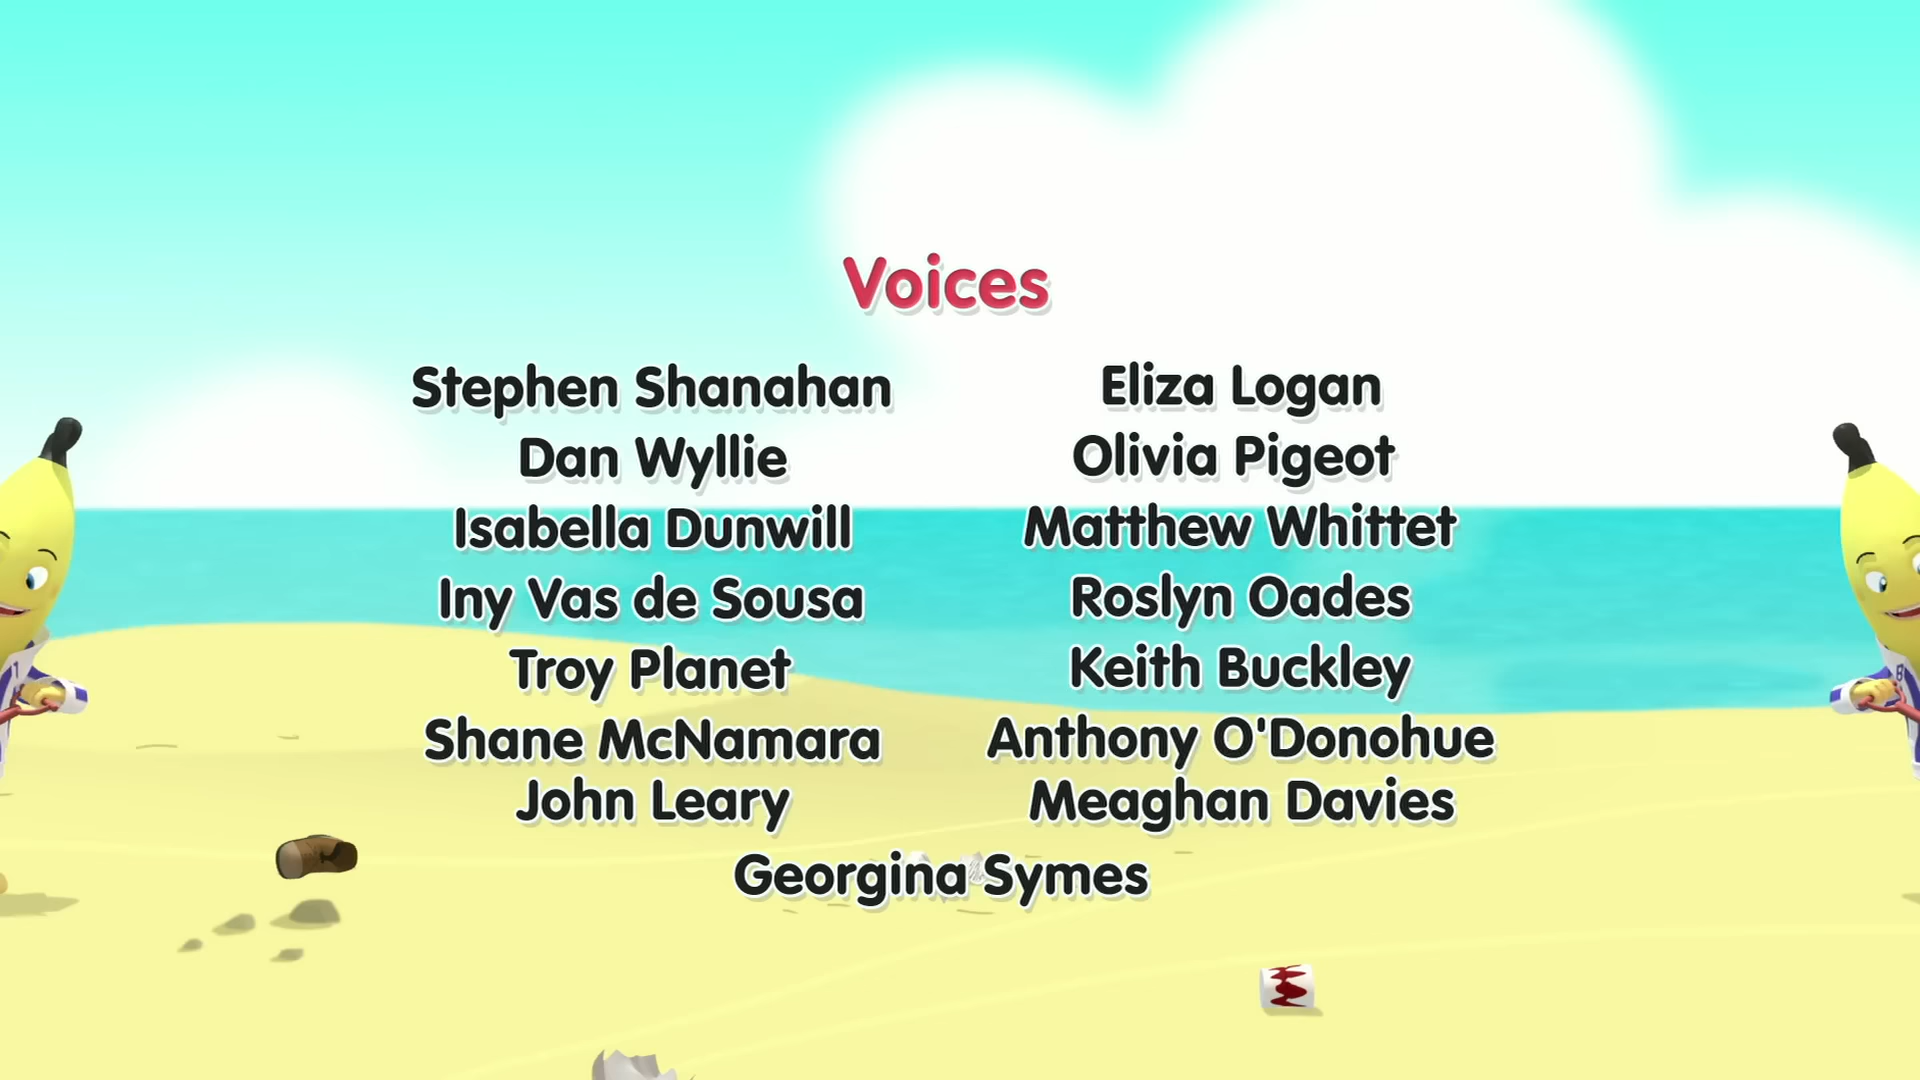 Voices
Stephen Shanahan
Eliza Logan
Dan Wyllie
Olivia Pigeot
Isabella Dunwill
Matthew Whittet
Iny Vas de Sousa
Roslyn Oades
Troy Planet
Keith Buckley
Shane McNamara
Anthony O'Donohue
John Leary
Meaghan Davies
Georgina Symes